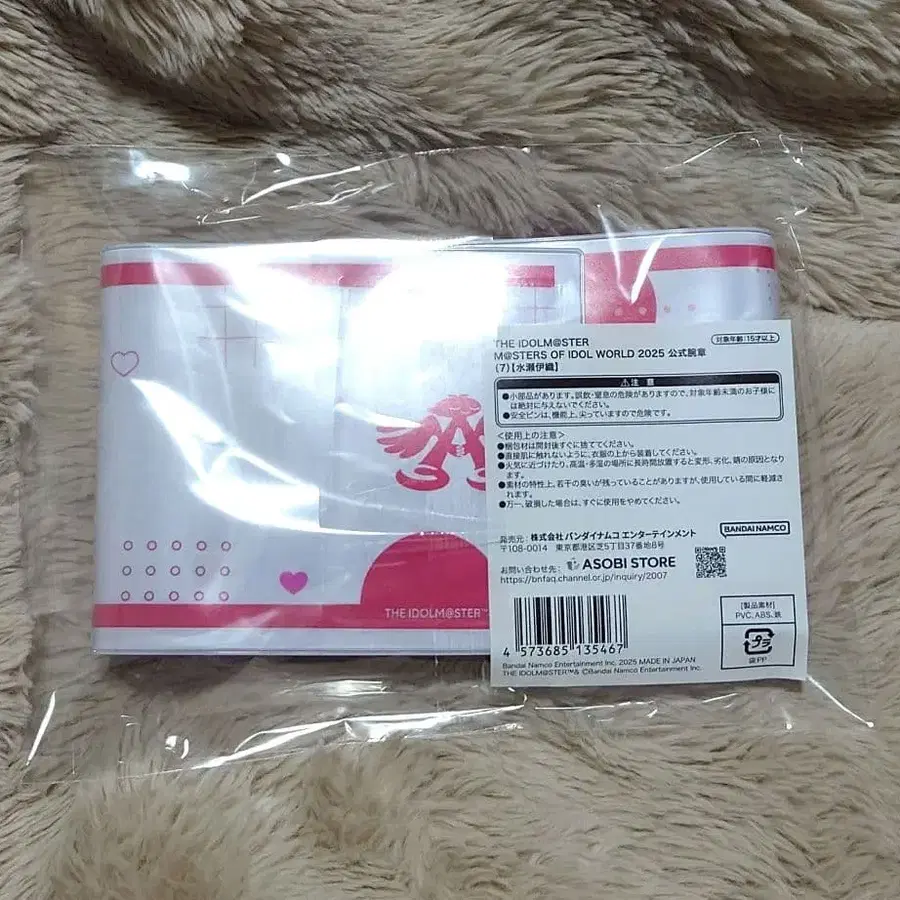 THE IDOLM@STER™
THE IDOLM@STER
M@STERS OF IDOL WORLD 2025 公式腕章
(7)【水瀬伊織】
対象年齢:15才以上
⚠注 意
●小部品があります。誤飲・窒息の危険がありますので、対象年齢未満のお子様に
は絶対に与えないでください。
●安全ピンは、機能上、尖っていますので危険です。
<使用上の注意>
●梱包材は開封後すぐに捨ててください。
●直接肌に触れないように、衣服の上から装着してください。
●火気に近づけたり、高温・多湿の場所に長時間放置すると変形、劣化、錆の原因となり
ます。
●素材の特性上、若干の臭いが残っていることがありますが、使用している間に軽減さ
れます。
●万一、破損した場合は、すぐに使用をやめてください。
発売元:株式会社 バンダイナムコ エンターテインメント
〒108-0014 東京都港区芝5丁目37番地8号
BANDAI NAMCO
お問い合わせ先: ASOBI STORE
https://bnfaq.channel.or.jp/inquiry/2007
4 573685 135467
[製品素材]
PVC、ABS、鉄
プラ
袋:PP
Bandai Namco Entertainment Inc. 2025 MADE IN JAPAN
THE IDOLM@STER™& ©Bandai Namco Entertainment Inc.